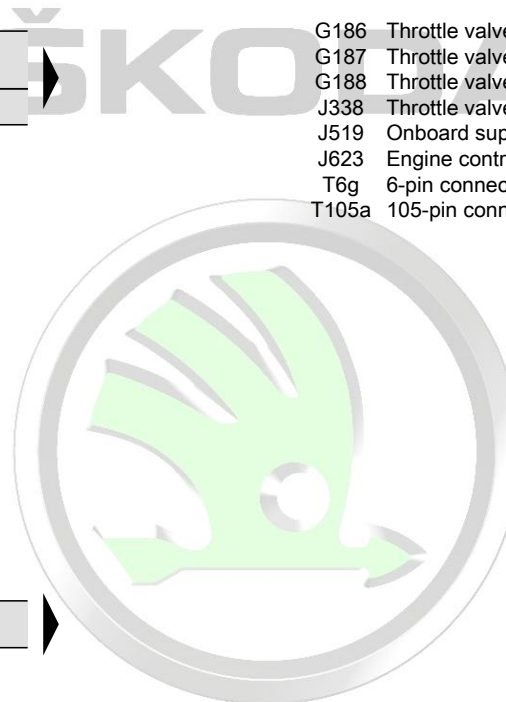 ŠKODA
G186 Throttle valve
G187 Throttle valve
G188 Throttle valve
J338 Throttle valve
J519 Onboard sup
J623 Engine contr
T6g 6-pin connec
T105a 105-pin conn